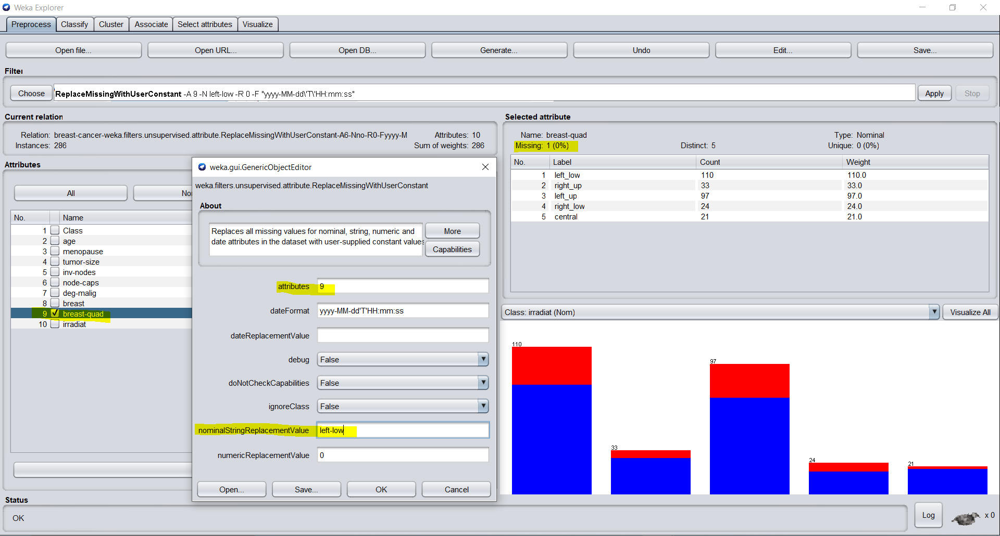 Weka Explorer
Preprocess Classify Cluster Associate Select attributes Visualize
Open file... Open URL... Open DB... Generate... Undo Edit... Save...
Filter
Choose ReplaceMissingWithUserConstant -A 9 -N left-low -R 0 -F "yyyy-MM-dd\'T\'HH:mm:ss" Apply Stop
Current relation
Relation: breast-cancer-weka.filters.unsupervised.attribute.ReplaceMissingWithUserConstant-A6-Nno-R0-Fyyyy-M Attributes: 10
Instances: 286 Sum of weights: 286
Attributes
All No
No. Name
1 Class
2 age
3 menopause
4 tumor-size
5 inv-nodes
6 node-caps
7 deg-malig
8 breast
9 breast-quad
10 irradiat
weka.gui.GenericObjectEditor
weka.filters.unsupervised.attribute.ReplaceMissingWithUserConstant
About
Replaces all missing values for nominal, string, numeric and
date attributes in the dataset with user-supplied constant values
More
Capabilities
attributes 9
dateFormat yyyy-MM-dd'T'HH:mm:ss
dateReplacementValue
debug False
doNotCheckCapabilities False
ignoreClass False
nominalStringReplacementValue left-low
numericReplacementValue 0
Open... Save... OK Cancel
Selected attribute
Name: breast-quad Type: Nominal
Missing: 1 (0%) Distinct: 5 Unique: 0 (0%)
No. Label Count Weight
1 left_low 110 110.0
2 right_up 33 33.0
3 left_up 97 97.0
4 right_low 24 24.0
5 central 21 21.0
Class: irradiat (Nom) Visualize All
110
33
97
24
21
Status
OK
Log x 0